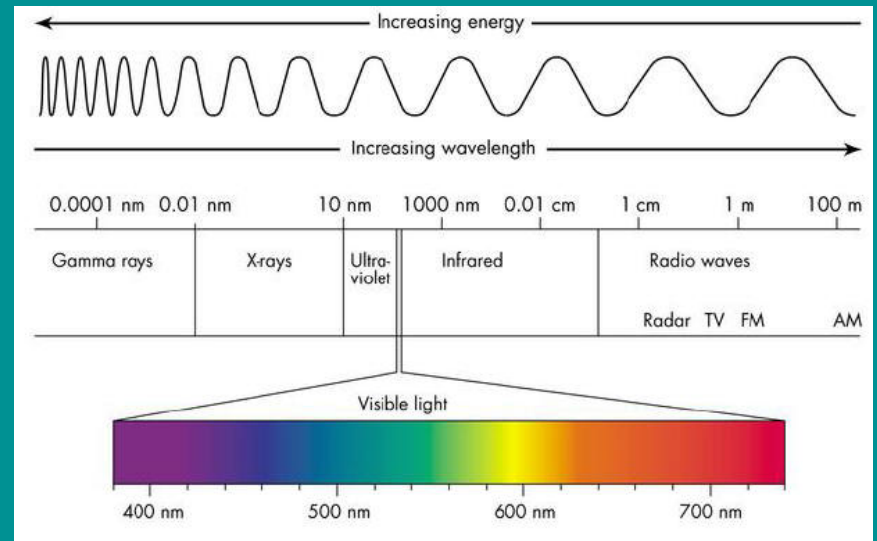 Increasing energy
Increasing wavelength
0.0001 nm 0.01 nm 10 nm 1000 nm 0.01 cm 1 cm 1 m 100 m
Gamma rays X-rays Ultra-
violet Infrared Radio waves
Radar TV FM AM
Visible light
400 nm 500 nm 600 nm 700 nm